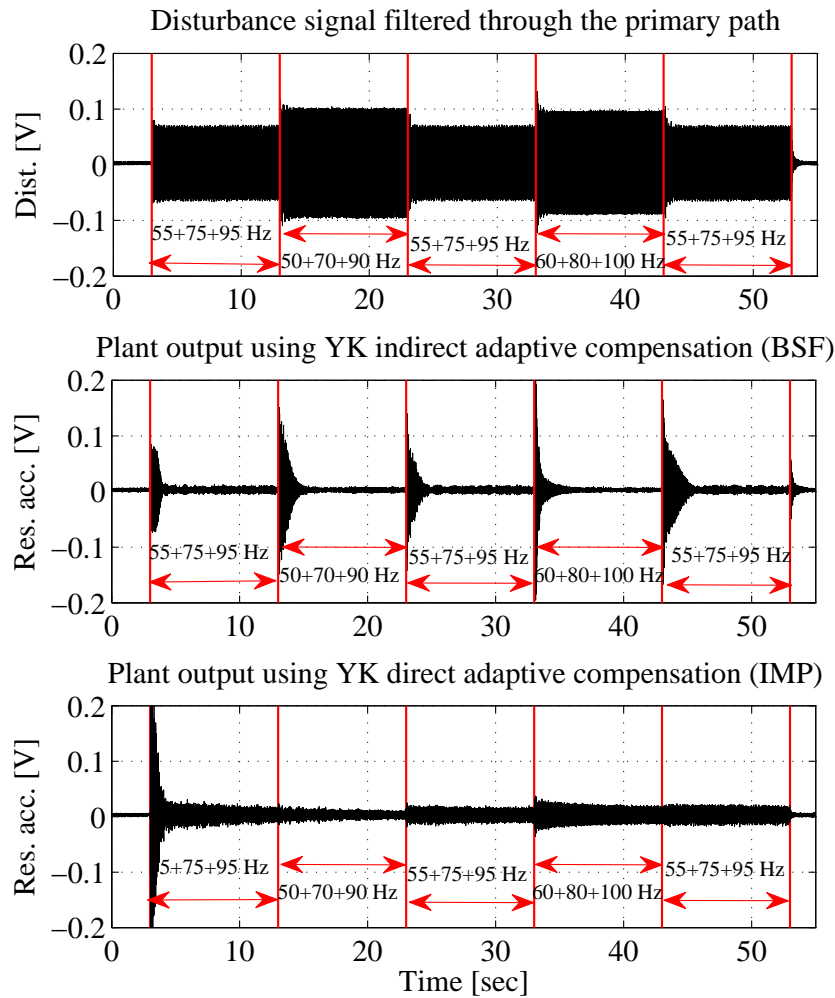 Disturbance signal filtered through the primary path
0.2
0.1
0
−0.1
−0.2
Dist. [V]
55+75+95 Hz
50+70+90 Hz
55+75+95 Hz
60+80+100 Hz
55+75+95 Hz
0 10 20 30 40 50
Plant output using YK indirect adaptive compensation (BSF)
0.2
0.1
0
−0.1
−0.2
Res. acc. [V]
55+75+95 Hz
50+70+90 Hz
55+75+95 Hz
60+80+100 Hz
55+75+95 Hz
0 10 20 30 40 50
Plant output using YK direct adaptive compensation (IMP)
0.2
0.1
0
−0.1
−0.2
Res. acc. [V]
5+75+95 Hz
50+70+90 Hz
55+75+95 Hz
60+80+100 Hz
55+75+95 Hz
0 10 20 30 40 50
Time [sec]